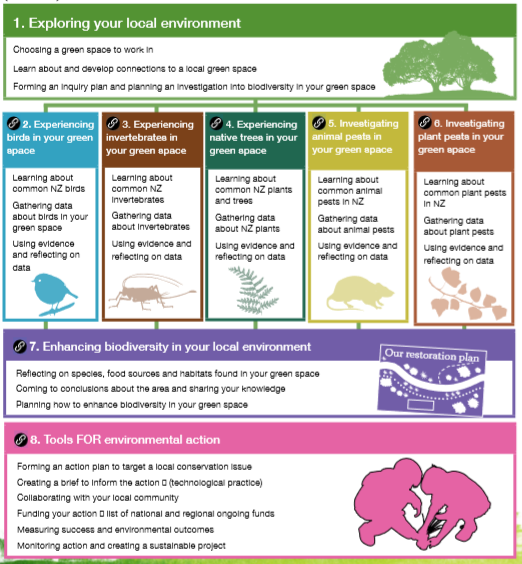 1. Exploring your local environment
Choosing a green space to work in
Learn about and develop connections to a local green space
Forming an inquiry plan and planning an investigation into biodiversity in your green space
2. Experiencing
birds in your green
space
Learning about
common NZ birds
Gathering data
about birds in your
green space
Using evidence
and reflecting on
data
3. Experiencing
invertebrates in
your green space
Learning about
common NZ
invertebrates
Gathering data
about invertebrates
Using evidence and
reflecting on data
4. Experiencing
native trees in your
green space
Learning about
common NZ plants
and trees
Gathering data
about NZ plants
Using evidence and
reflecting on data
5. Investigating
animal pests in
your green space
Learning about
common animal
pests in NZ
Gathering data
about animal pests
Using evidence and
reflecting on data
6. Investigating
plant pests in your
green space
Learning about
common plant pests
in NZ
Gathering data
about plant pests
Using evidence and
reflecting on data
7. Enhancing biodiversity in your local environment
Reflecting on species, food sources and habitats found in your green space
Coming to conclusions about the area and sharing your knowledge
Planning how to enhance biodiversity in your green space
Our restoration plan
8. Tools FOR environmental action
Forming an action plan to target a local conservation issue
Creating a brief to inform the action ▯ (technological practice)
Collaborating with your local community
Funding your action ▯ list of national and regional ongoing funds
Measuring success and environmental outcomes
Monitoring action and creating a sustainable project